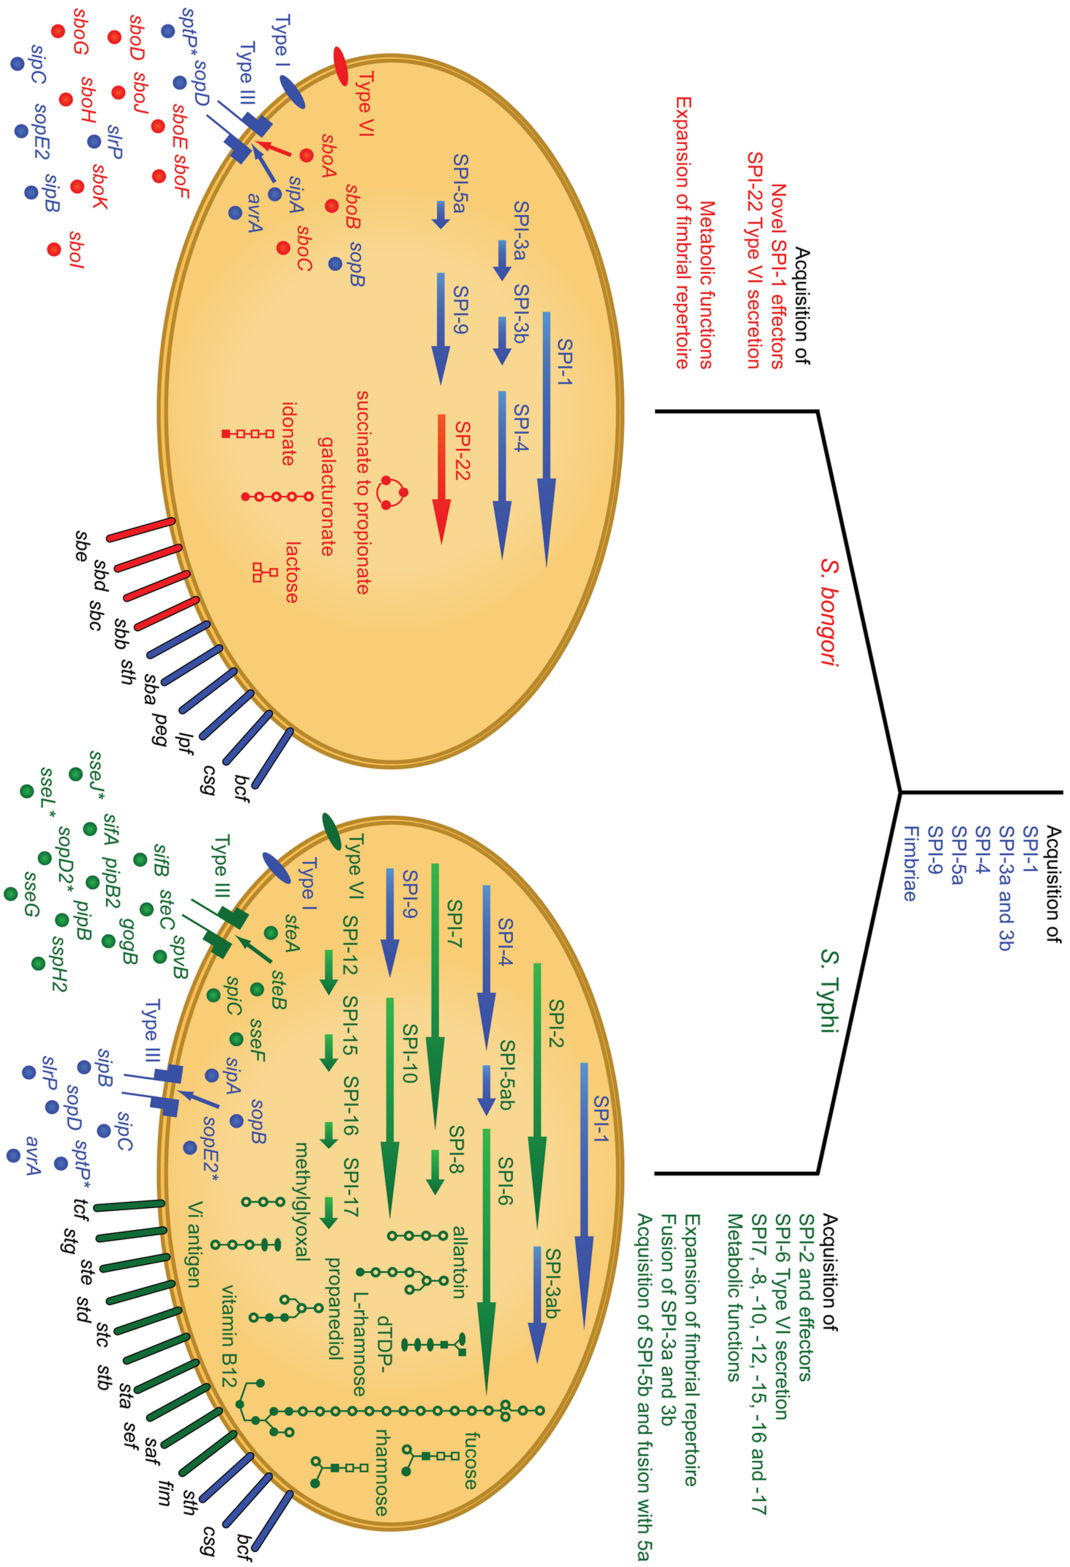 Acquisition of
SPI-1
SPI-3a and 3b
SPI-4
SPI-5a
SPI-9
Fimbriae
S. bongori
S. Typhi
Acquisition of
Novel SPI-1 effectors
SPI-22 Type VI secretion
Metabolic functions
Expansion of fimbrial repertoire
Acquisition of
SPI-2 and effectors
SPI-6 Type VI secretion
SPI7, -8, -10, -12, -15, -16 and -17
Metabolic functions
Expansion of fimbrial repertoire
Fusion of SPI-3a and 3b
Acquisition of SPI-5b and fusion with 5a
SPI-1
SPI-3a
SPI-3b
SPI-4
SPI-5a
SPI-9
SPI-22
succinate to propionate
galacturonate
idonate
lactose
Type VI
Type I
Type III
sboA
sboB
sopB
sipA
sboC
avrA
sptP*
sopD
sboD
sboJ
sboE
sboF
sboG
sboH
slrP
sboK
sboI
sipC
sopE2
sipB
sbe
sbd
sbc
sbb
sth
sba
peg
lpf
csg
bcf
SPI-1
SPI-2
SPI-3ab
SPI-4
SPI-5ab
SPI-6
SPI-7
SPI-8
SPI-9
SPI-10
SPI-12
SPI-15
SPI-16
SPI-17
allantoin
fucose
dTDP-
L-rhamnose
rhamnose
methylglyoxal
propanediol
vitamin B12
Vi antigen
Type VI
Type I
Type III
steA
steB
spiC
sseF
sifB
steC
spvB
sseJ*
sifA
pipB2
gogB
sseL*
sopD2*
pipB
sspH2
sseG
Type III
sipA
sopB
sopE2*
sipB
sipC
slrP
sopD
sptP*
avrA
tcf
stg
ste
std
stc
stb
sta
sef
saf
fim
sth
csg
bcf